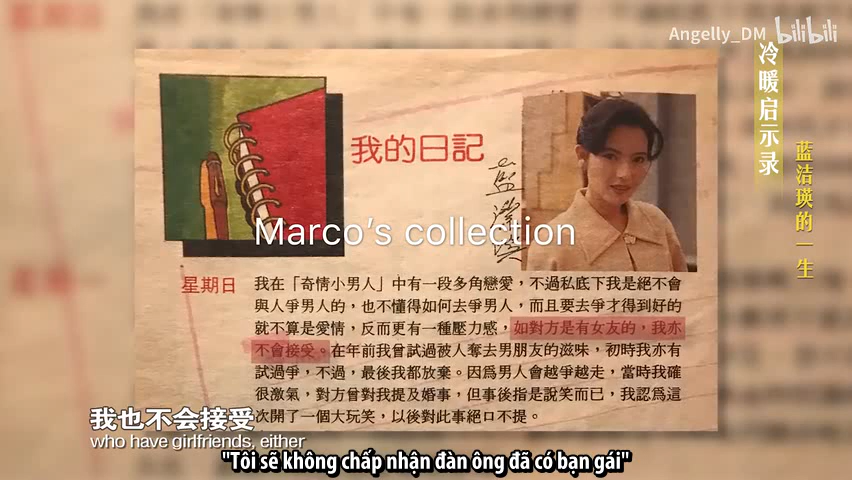 Angelly_DM bilibili
冷暖启示录
蓝洁瑛的一生
我的日記
藍潔瑛
Marco's collection
星期日
我在「奇情小男人」中有一段多角戀愛，不過私底下我是絕不會
與人爭男人的，也不懂得如何去爭男人，而且要去爭才得到好的
就不算是愛情，反而更有一種壓力感，如對方是有女友的，我亦
不會接受。在年前我曾試過被人奪去男朋友的滋味，初時我亦有
試過爭，不過，最後我都放棄。因爲男人會越爭越走，當時我確
很激氣，對方曾對我提及婚事，但事後指是說笑而已，我認爲這
次開了一個大玩笑，以後對此事絕口不提。
我也不会接受
who have girlfriends, either
"Tôi sẽ không chấp nhận đàn ông đã có bạn gái"